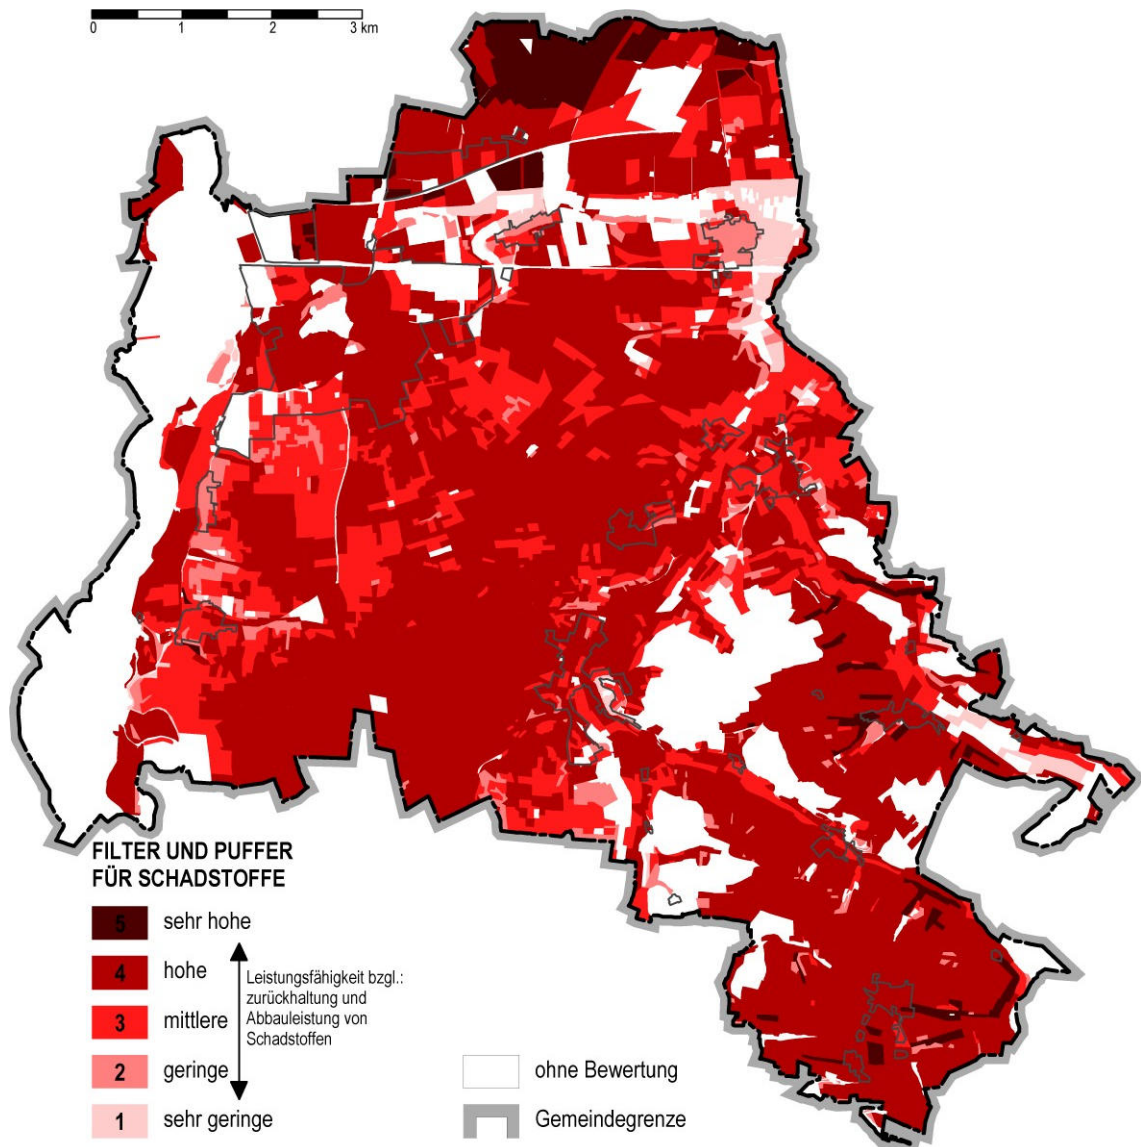 0 1 2 3 km
FILTER UND PUFFER
FÜR SCHADSTOFFE
5 sehr hohe
4 hohe
3 mittlere
2 geringe
1 sehr geringe
Leistungsfähigkeit bzgl.:
zurückhaltung und
Abbauleistung von
Schadstoffen
ohne Bewertung
Gemeindegrenze